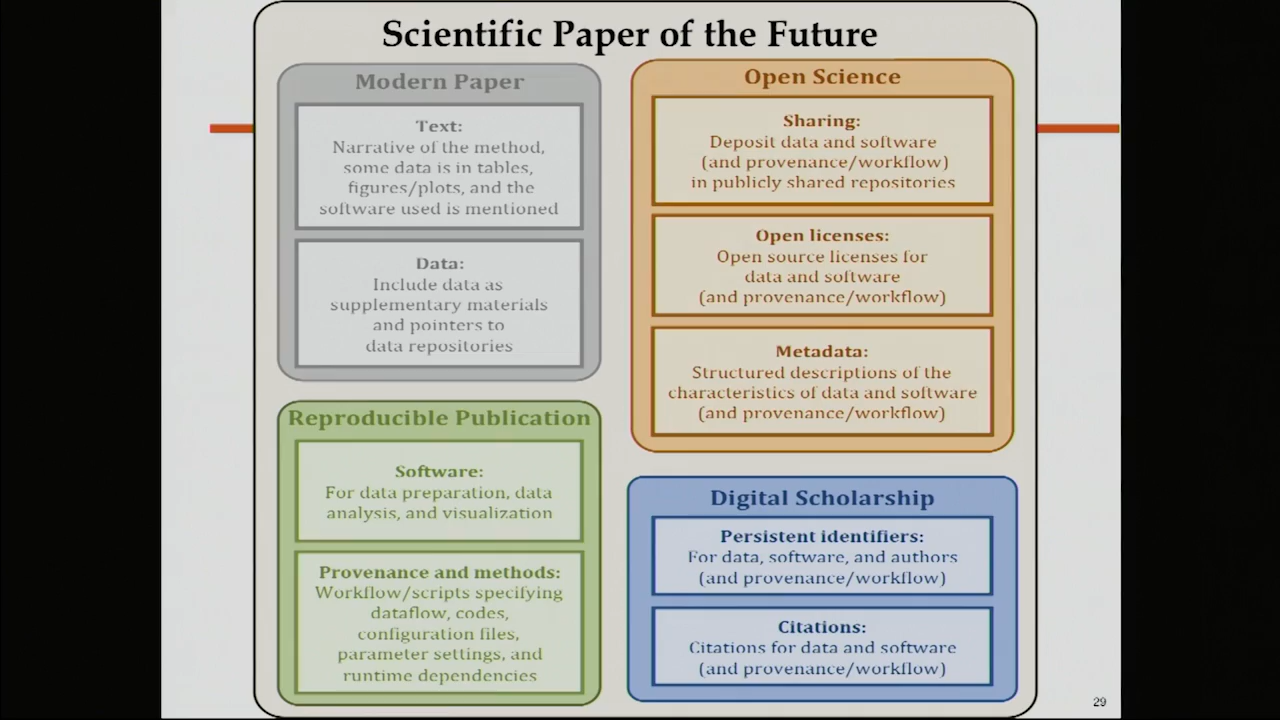 Scientific Paper of the Future
Modern Paper
Text:
Narrative of the method,
some data is in tables,
figures/plots, and the
software used is mentioned
Data:
Include data as
supplementary materials
and pointers to
data repositories
Reproducible Publication
Software:
For data preparation, data
analysis, and visualization
Provenance and methods:
Workflow/scripts specifying
dataflow, codes,
configuration files,
parameter settings, and
runtime dependencies
Open Science
Sharing:
Deposit data and software
(and provenance/workflow)
in publicly shared repositories
Open licenses:
Open source licenses for
data and software
(and provenance/workflow)
Metadata:
Structured descriptions of the
characteristics of data and software
(and provenance/workflow)
Digital Scholarship
Persistent identifiers:
For data, software, and authors
(and provenance/workflow)
Citations:
Citations for data and software
(and provenance/workflow)
29